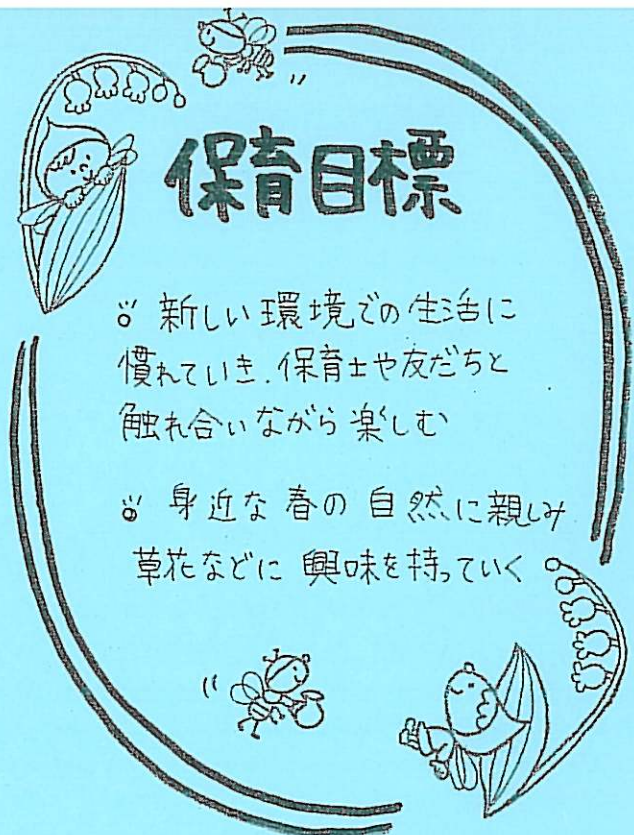 保育目標
新しい環境での生活に
慣れていき、保育士や友だちと
触れ合いながら楽しむ
身近な春の自然に親しみ
草花などに興味を持っていく